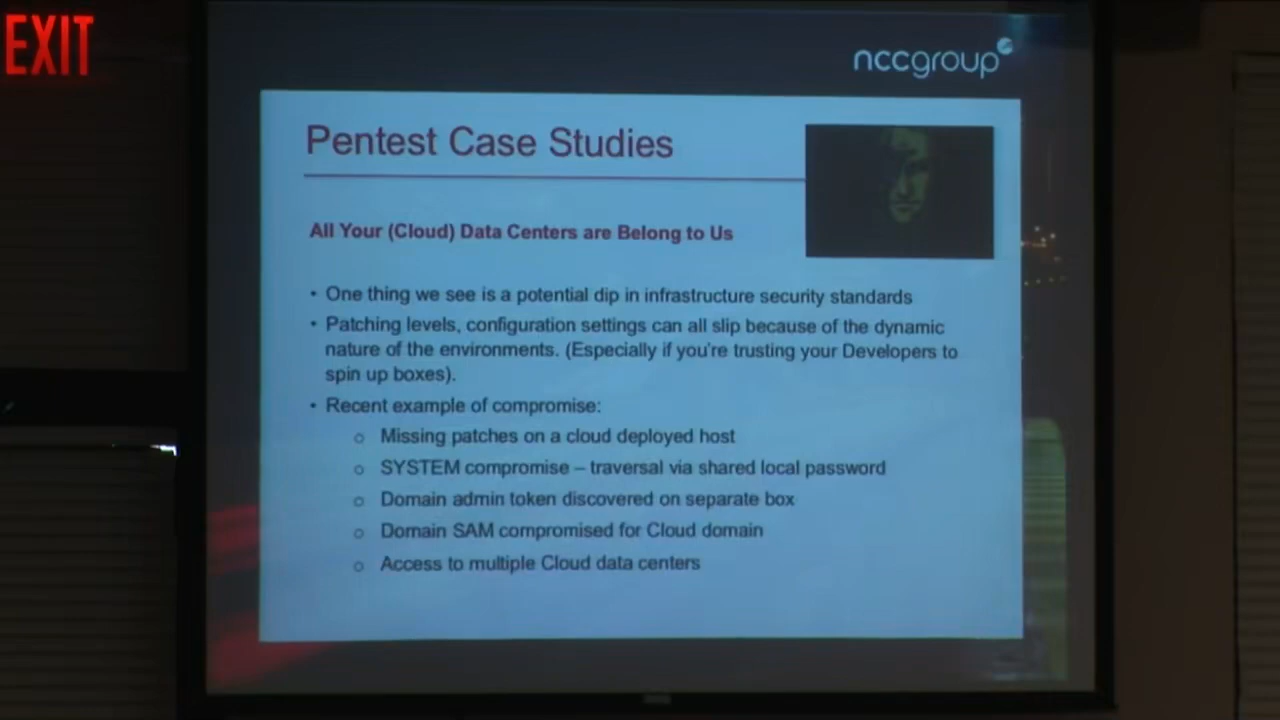 EXIT
nccgroup
Pentest Case Studies
All Your (Cloud) Data Centers are Belong to Us
• One thing we see is a potential dip in infrastructure security standards
• Patching levels, configuration settings can all slip because of the dynamic
nature of the environments. (Especially if you're trusting your Developers to
spin up boxes).
• Recent example of compromise:
o Missing patches on a cloud deployed host
o SYSTEM compromise – traversal via shared local password
o Domain admin token discovered on separate box
o Domain SAM compromised for Cloud domain
o Access to multiple Cloud data centers